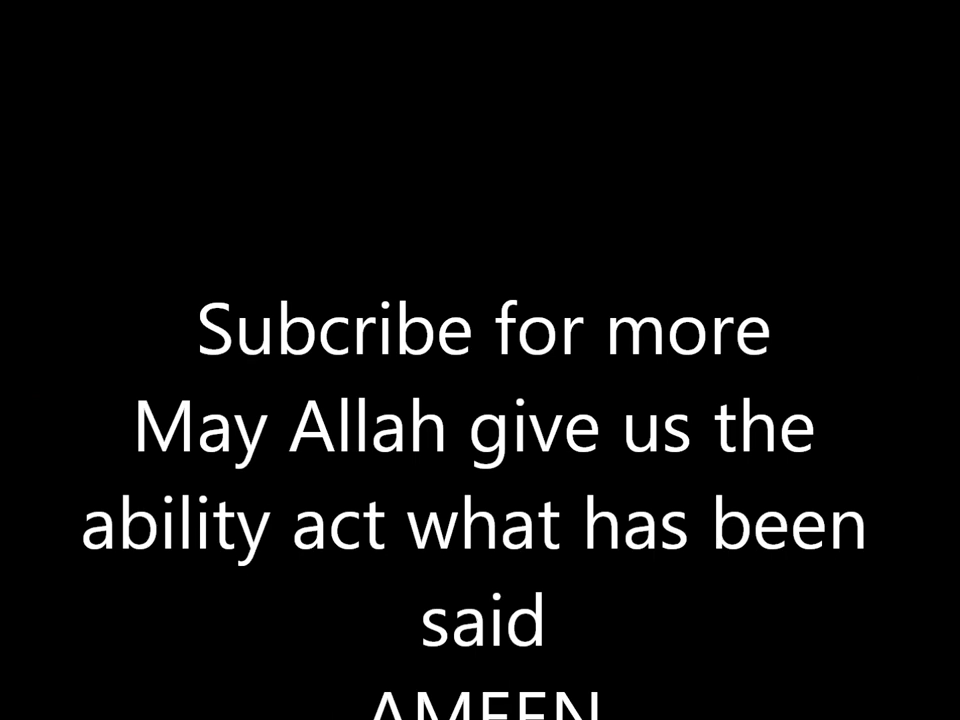 Subcribe for more
May Allah give us the
ability act what has been
said
AMEEN